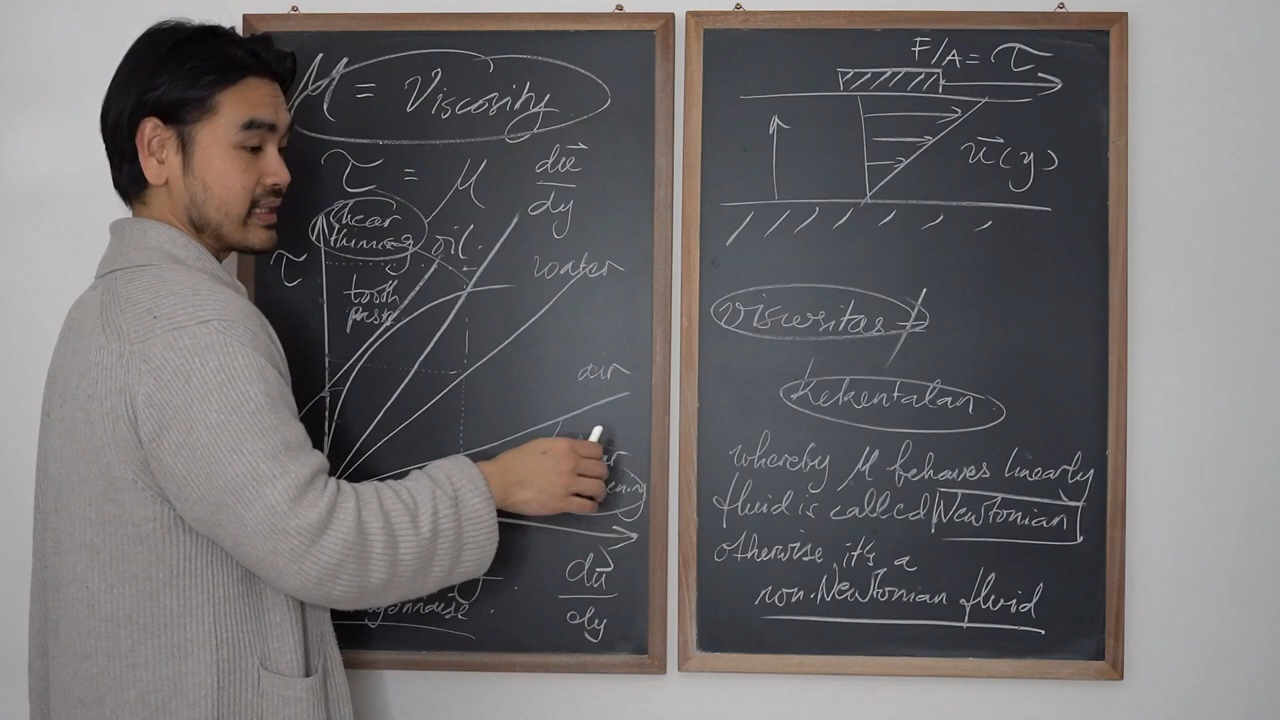 μ = Viscosity
τ = μ du⃗/dy
Shear
thinning
oil
τ
tooth
paste
water
air
du⃗
dy
F/A = τ
u⃗(y)
viscositas ≠
Kekentalan
whereby μ behaves linearly
fluid is called Newtonian
otherwise, it's a
non-Newtonian fluid